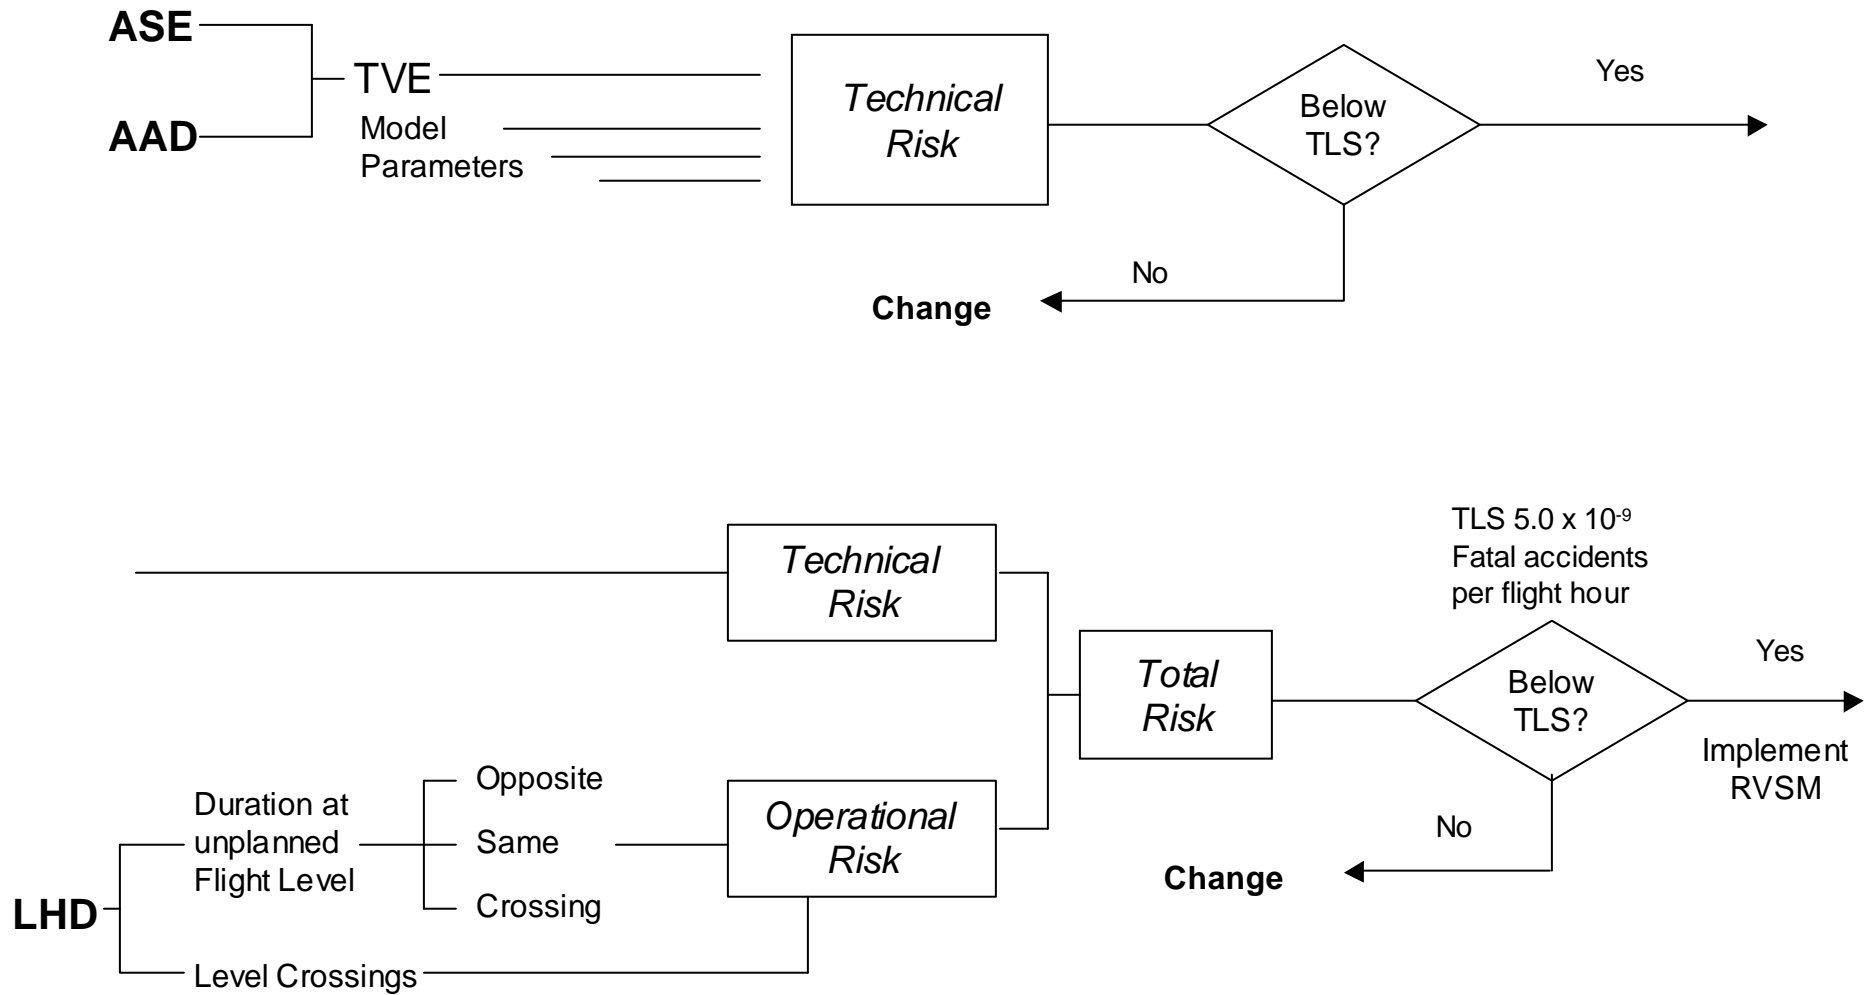 ASE
TVE
AAD
Model
Parameters
Technical
Risk
Below
TLS?
Yes
No
Change
Technical
Risk
TLS 5.0 x 10⁻⁹
Fatal accidents
per flight hour
Total
Risk
Below
TLS?
Yes
Implement
RVSM
No
Change
LHD
Duration at
unplanned
Flight Level
Opposite
Same
Crossing
Operational
Risk
Level Crossings